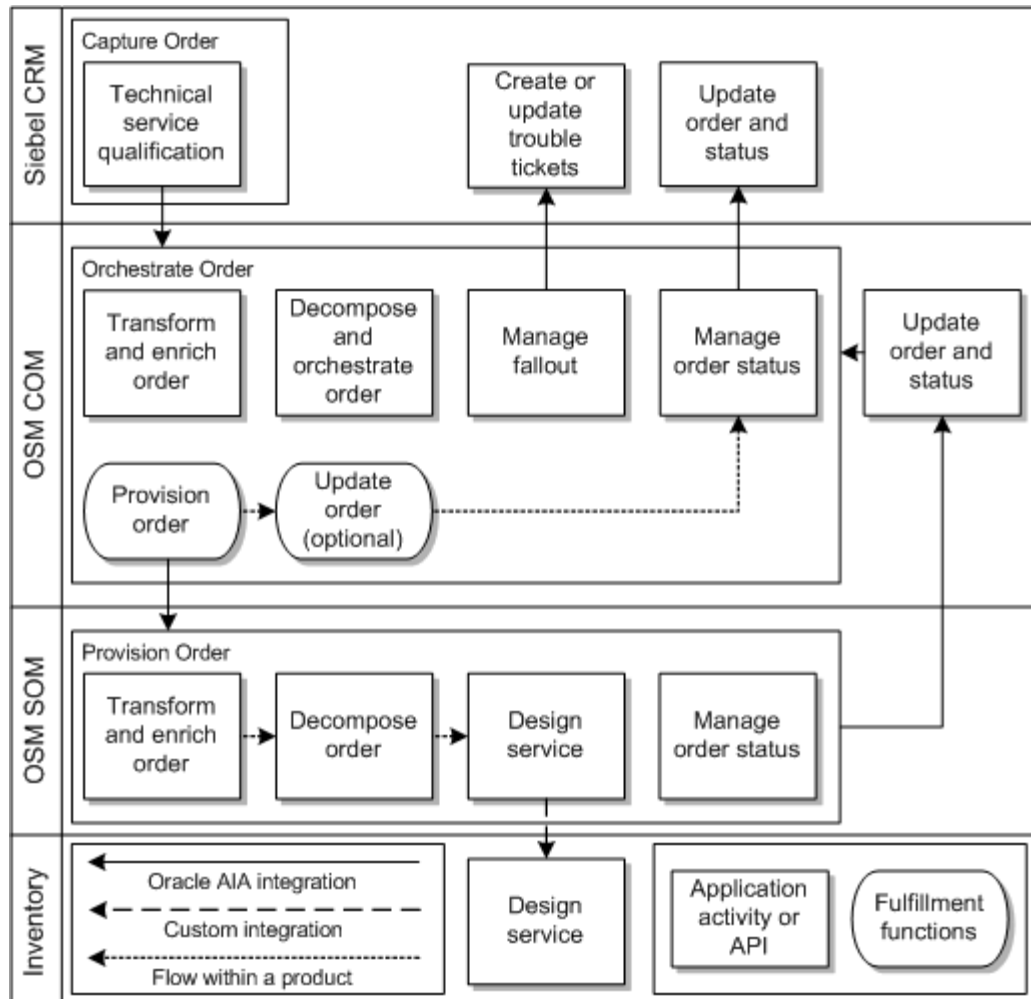 Siebel CRM
Capture Order
Technical
service
qualification
Create or
update
trouble
tickets
Update
order and
status
OSM COM
Orchestrate Order
Transform
and enrich
order
Decompose
and
orchestrate
order
Manage
fallout
Manage
order status
Update
order and
status
Provision
order
Update
order
(optional)
OSM SOM
Provision Order
Transform
and enrich
order
Decompose
order
Design
service
Manage
order status
Inventory
Oracle AIA integration
Custom integration
Flow within a product
Design
service
Application
activity or
API
Fulfillment
functions